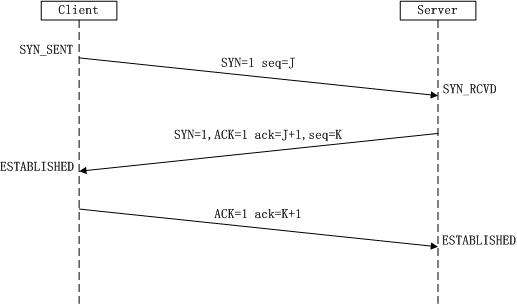 Client
Server
SYN_SENT
SYN=1 seq=J
SYN_RCVD
SYN=1,ACK=1 ack=J+1,seq=K
ESTABLISHED
ACK=1 ack=K+1
ESTABLISHED